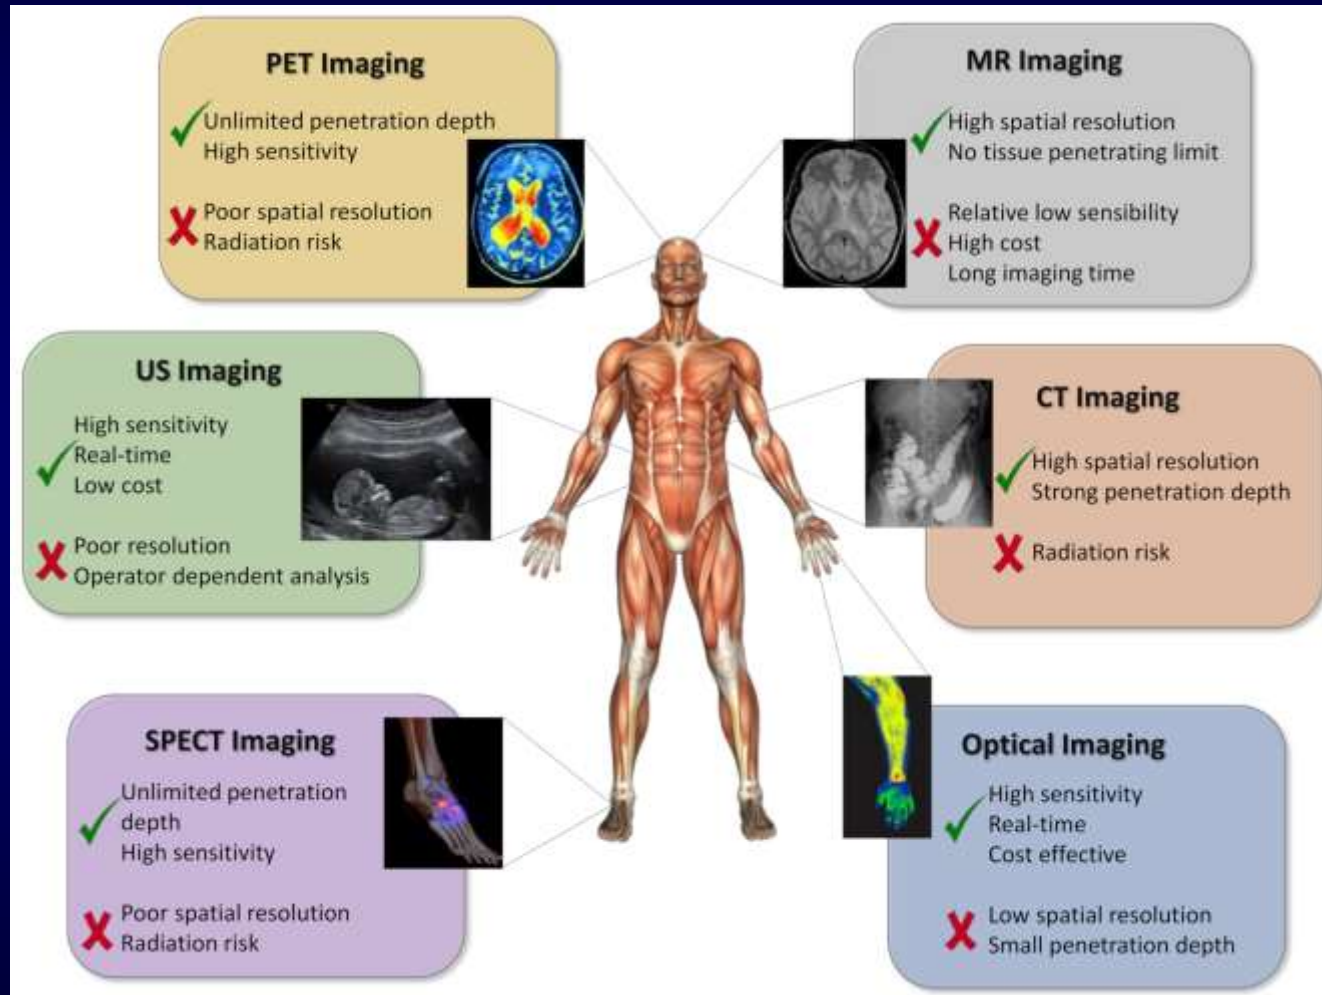 PET Imaging
Unlimited penetration depth
High sensitivity
Poor spatial resolution
Radiation risk
MR Imaging
High spatial resolution
No tissue penetrating limit
Relative low sensibility
High cost
Long imaging time
US Imaging
High sensitivity
Real-time
Low cost
Poor resolution
Operator dependent analysis
CT Imaging
High spatial resolution
Strong penetration depth
Radiation risk
SPECT Imaging
Unlimited penetration
depth
High sensitivity
Poor spatial resolution
Radiation risk
Optical Imaging
High sensitivity
Real-time
Cost effective
Low spatial resolution
Small penetration depth